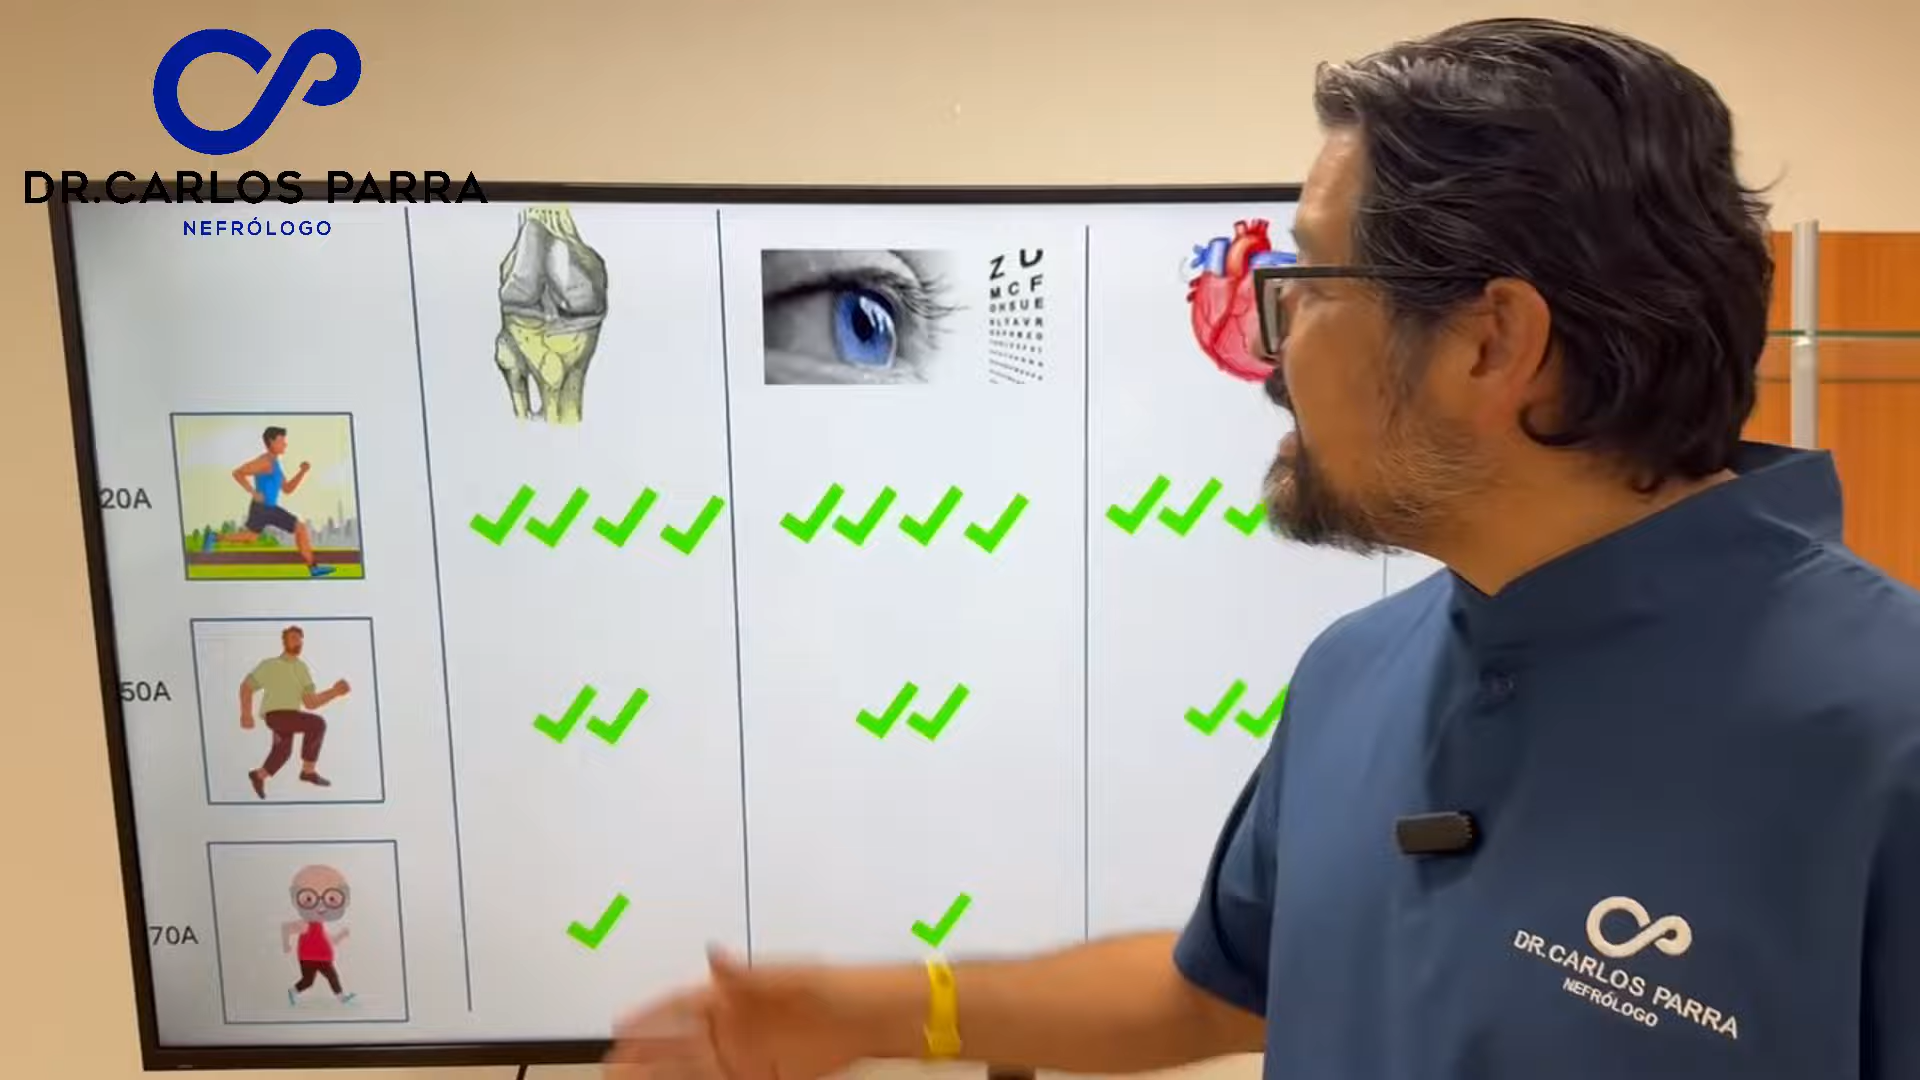 DR.CARLOS PARRA
NEFRÓLOGO
Z U
M C F
20A
50A
70A
DR.CARLOS PARRA
NEFRÓLOGO